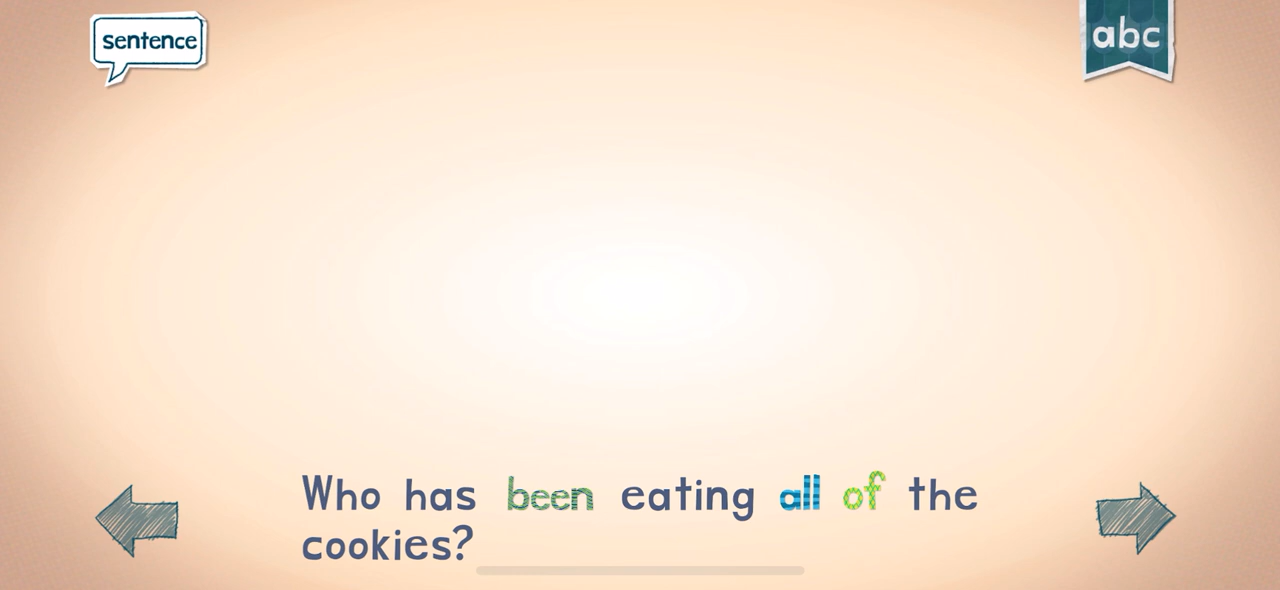 sentence
abc
Who has been eating all of the
cookies?